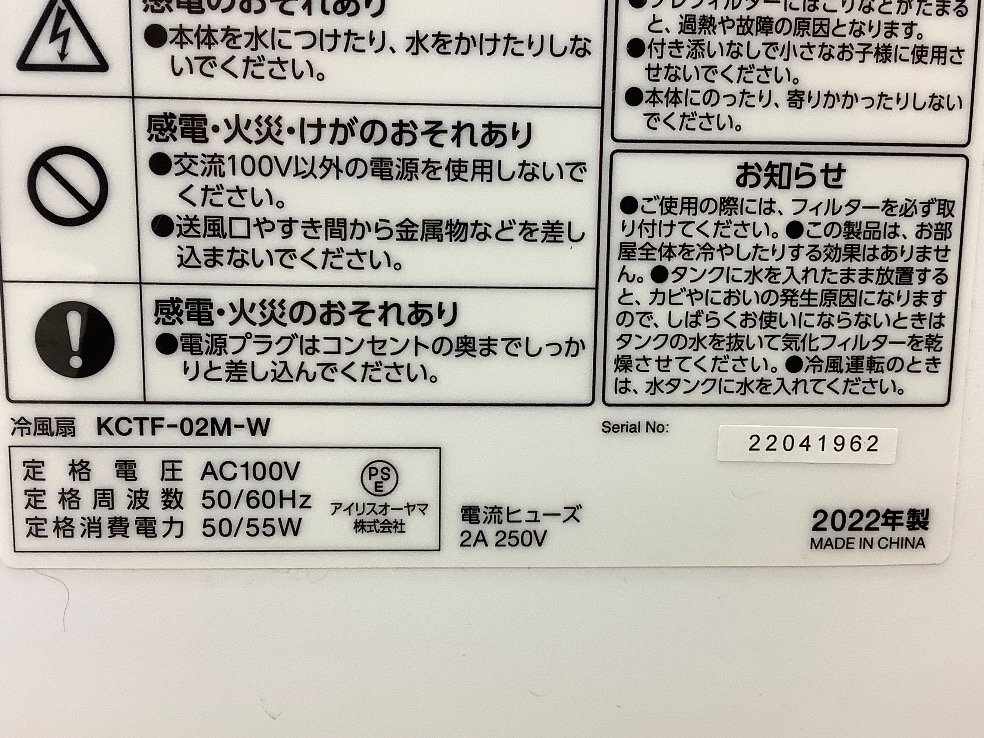 感電のおそれあり
●本体を水につけたり、水をかけたりしな
いでください。
感電・火災・けがのおそれあり
●交流100V以外の電源を使用しないで
ください。
●送風口やすき間から金属物などを差し
込まないでください。
感電・火災のおそれあり
●電源プラグはコンセントの奥までしっか
りと差し込んでください。
●プレフィルターにほこりなどがたまる
と、過熱や故障の原因となります。
●付き添いなしで小さなお子様に使用さ
せないでください。
●本体にのったり、寄りかかったりしない
でください。
お知らせ
●ご使用の際には、フィルターを必ず取
り付けてください。●この製品は、お部
屋全体を冷やしたりする効果はありませ
ん。●タンクに水を入れたまま放置する
と、カビやにおいの発生原因になります
ので、しばらくお使いにならないときは
タンクの水を抜いて気化フィルターを乾
燥させてください。●冷風運転のとき
は、水タンクに水を入れてください。
冷風扇 KCTF-02M-W
Serial No:
22041962
定格電圧 AC100V
定格周波数 50/60Hz
定格消費電力 50/55W
PS
E
アイリスオーヤマ
株式会社
電流ヒューズ
2A 250V
2022年製
MADE IN CHINA